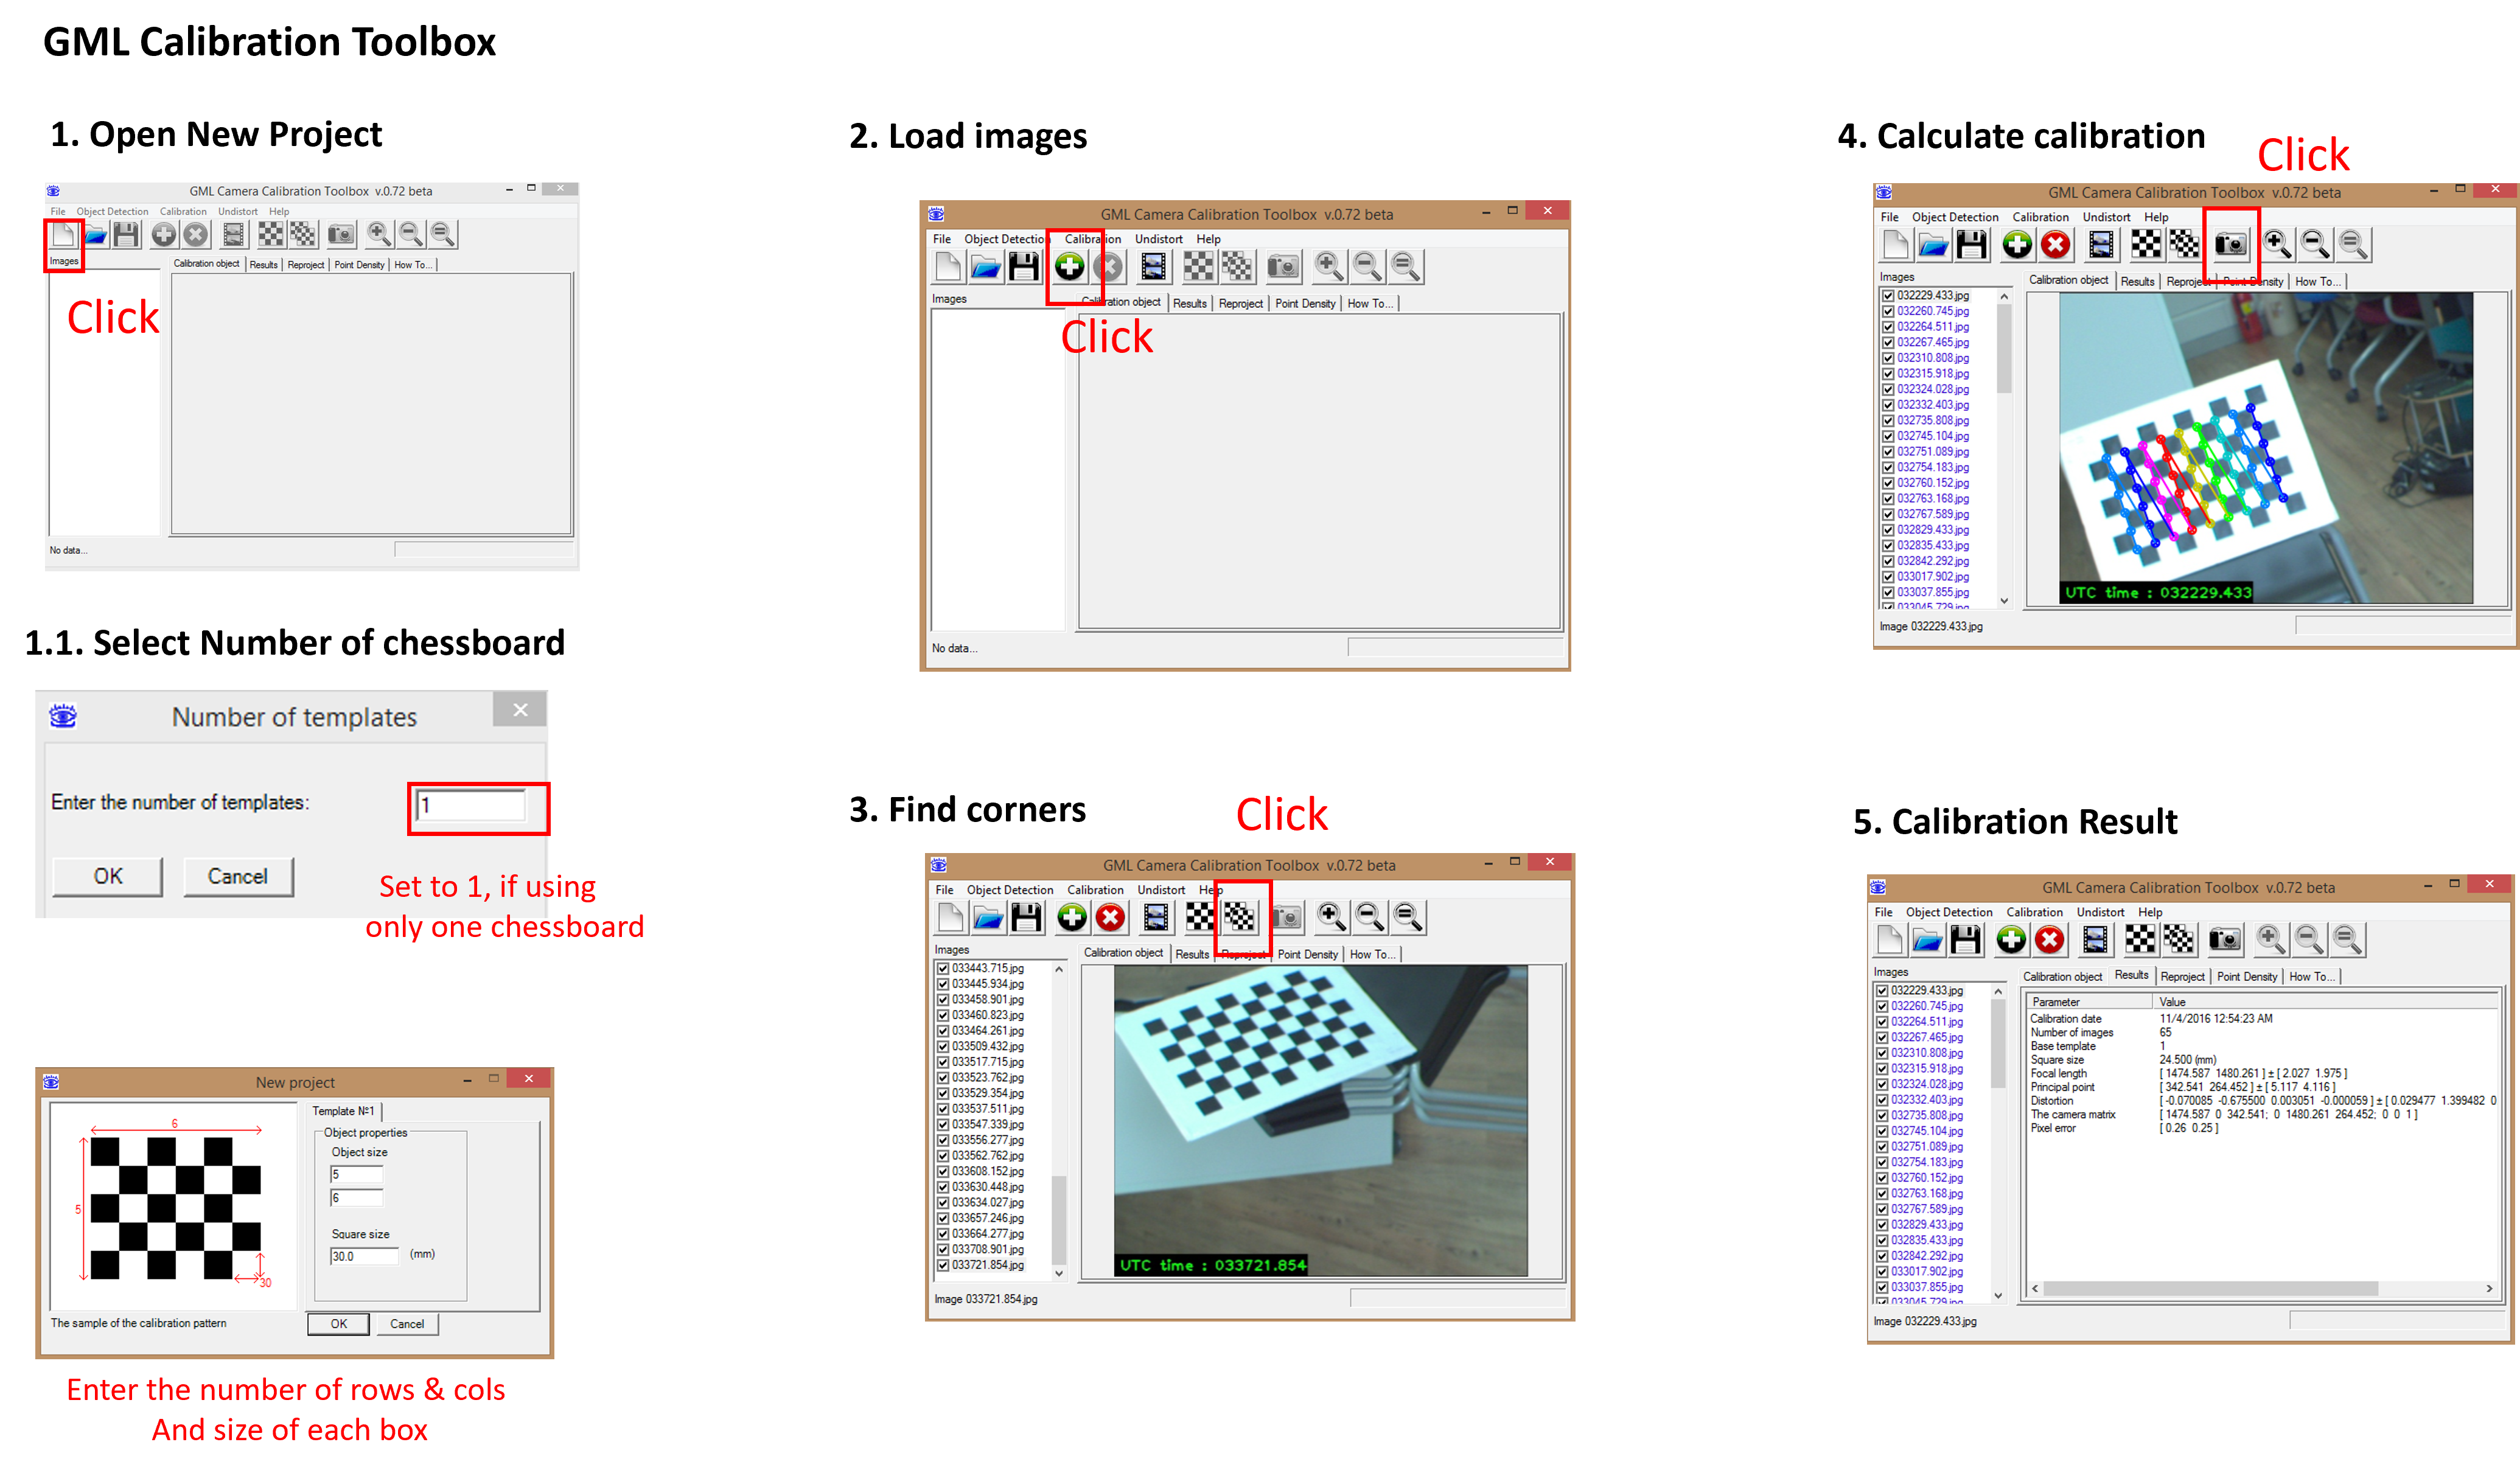 GML Calibration Toolbox
1. Open New Project
GML Camera Calibration Toolbox v.0.72 beta
File Object Detection Calibration Undistort Help
Images
Calibration object Results Reproject Point Density How To...
Click
No data...
1.1. Select Number of chessboard
Number of templates
Enter the number of templates:
1
OK Cancel
Set to 1, if using
only one chessboard
New project
6
5
30
Template Nº1
Object properties
Object size
5
6
Square size
30.0 (mm)
The sample of the calibration pattern
OK Cancel
Enter the number of rows & cols
And size of each box
2. Load images
GML Camera Calibration Toolbox v.0.72 beta
File Object Detection Calibration Undistort Help
Images
Calibration object Results Reproject Point Density How To...
Click
No data...
3. Find corners
Click
GML Camera Calibration Toolbox v.0.72 beta
File Object Detection Calibration Undistort Help
Images
Calibration object Results Reproject Point Density How To...
033443.715.jpg
033445.934.jpg
033458.901.jpg
033460.823.jpg
033464.261.jpg
033509.432.jpg
033517.715.jpg
033523.762.jpg
033529.354.jpg
033537.511.jpg
033547.339.jpg
033556.277.jpg
033562.762.jpg
033608.152.jpg
033630.448.jpg
033634.027.jpg
033657.246.jpg
033664.277.jpg
033708.901.jpg
033721.854.jpg
UTC time : 033721.854
Image 033721.854.jpg
4. Calculate calibration
Click
GML Camera Calibration Toolbox v.0.72 beta
File Object Detection Calibration Undistort Help
Images
Calibration object Results Reproject Point Density How To...
032229.433.jpg
032260.745.jpg
032264.511.jpg
032267.465.jpg
032310.808.jpg
032315.918.jpg
032324.028.jpg
032332.403.jpg
032735.808.jpg
032745.104.jpg
032751.089.jpg
032754.183.jpg
032760.152.jpg
032763.168.jpg
032767.589.jpg
032829.433.jpg
032835.433.jpg
032842.292.jpg
033017.902.jpg
033037.855.jpg
033045.729.jpg
UTC time : 032229.433
Image 032229.433.jpg
5. Calibration Result
GML Camera Calibration Toolbox v.0.72 beta
File Object Detection Calibration Undistort Help
Images
Calibration object Results Reproject Point Density How To...
032229.433.jpg
032260.745.jpg
032264.511.jpg
032267.465.jpg
032310.808.jpg
032315.918.jpg
032324.028.jpg
032332.403.jpg
032735.808.jpg
032745.104.jpg
032751.089.jpg
032754.183.jpg
032760.152.jpg
032763.168.jpg
032767.589.jpg
032829.433.jpg
032835.433.jpg
032842.292.jpg
033017.902.jpg
033037.855.jpg
033045.729.jpg
Parameter Value
Calibration date 11/4/2016 12:54:23 AM
Number of images 65
Base template 1
Square size 24.500 (mm)
Focal length [ 1474.587 1480.261 ] ± [ 2.027 1.975 ]
Principal point [ 342.541 264.452 ] ± [ 5.117 4.116 ]
Distortion [ -0.070085 -0.675500 0.003051 -0.000059 ] ± [ 0.029477 1.399482 0
The camera matrix [ 1474.587 0 342.541; 0 1480.261 264.452; 0 0 1 ]
Pixel error [ 0.26 0.25 ]
Image 032229.433.jpg